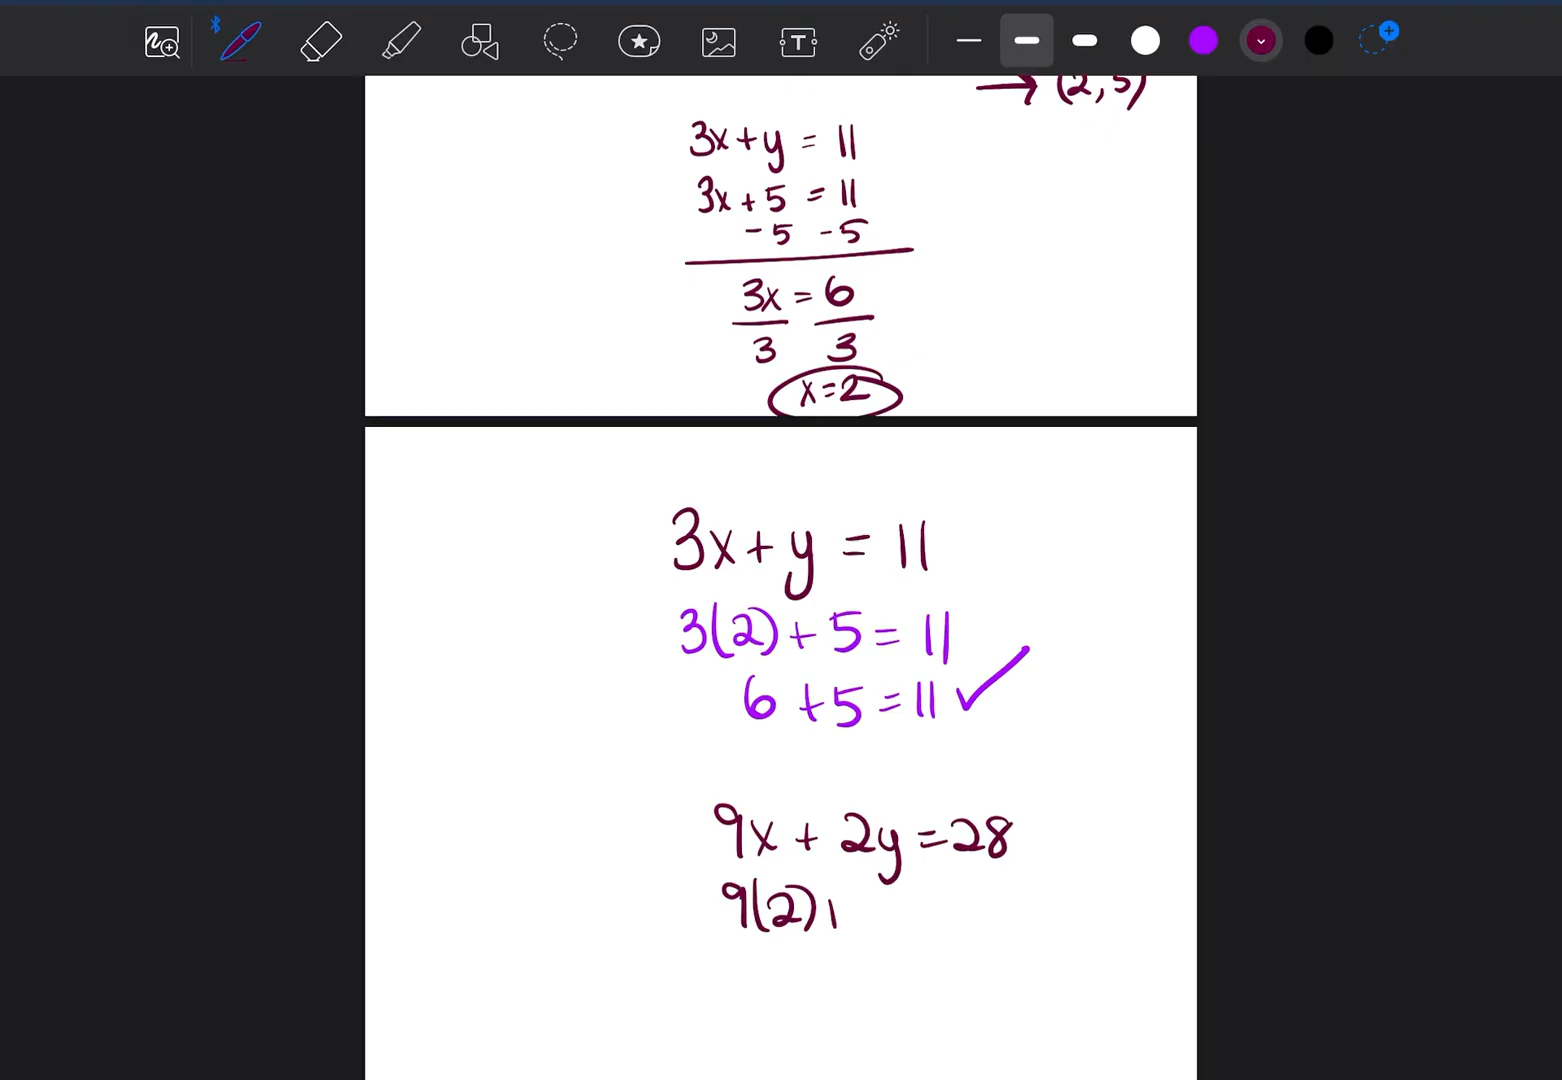 T
→ (2,5)
3x+y = 11
3x+5 = 11
-5 -5
3x = 6
3 3
x=2
3x+y = 11
3(2)+5=11
6+5=11 ✓
9x + 2y =28
9(2)